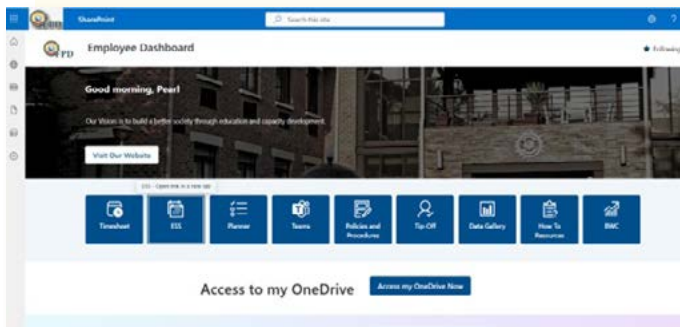 SharePoint
Search this site
?
FPD
Employee Dashboard
Following
Good morning, Pearl
Our Vision is to build a better society through education and capacity development.
Visit Our Website
ESS - Open link in a new tab
Timesheet
ESS
Planner
Teams
Policies and
Procedures
Tip Off
Data Gallery
How To
Resources
BWC
Access to my OneDrive
Access my OneDrive Now